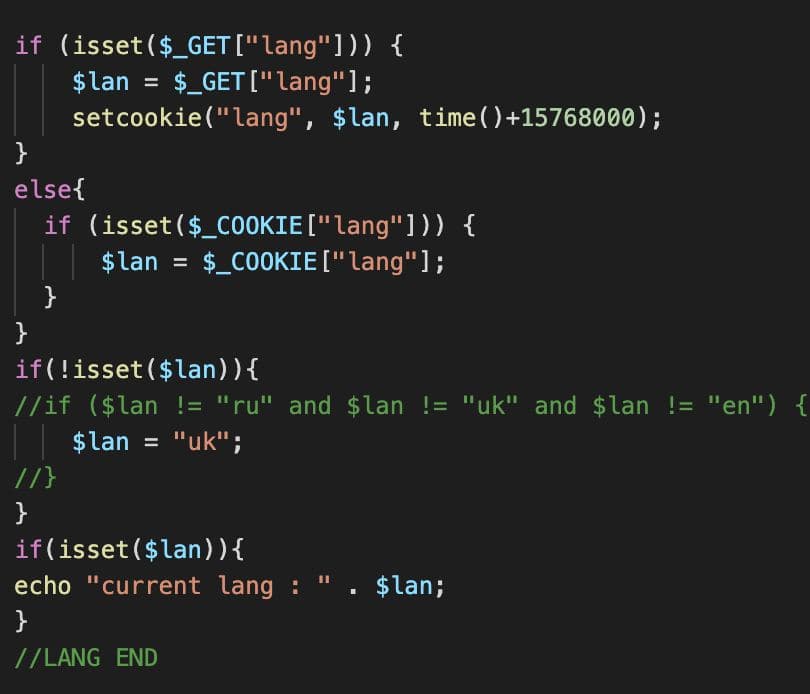 if (isset($_GET["lang"])) {
$lan = $_GET["lang"];
setcookie("lang", $lan, time()+15768000);
}
else{
if (isset($_COOKIE["lang"])) {
$lan = $_COOKIE["lang"];
}
}
if(!isset($lan)){
//if ($lan != "ru" and $lan != "uk" and $lan != "en") {
$lan = "uk";
//}
}
if(isset($lan)){
echo "current lang : " . $lan;
}
//LANG END